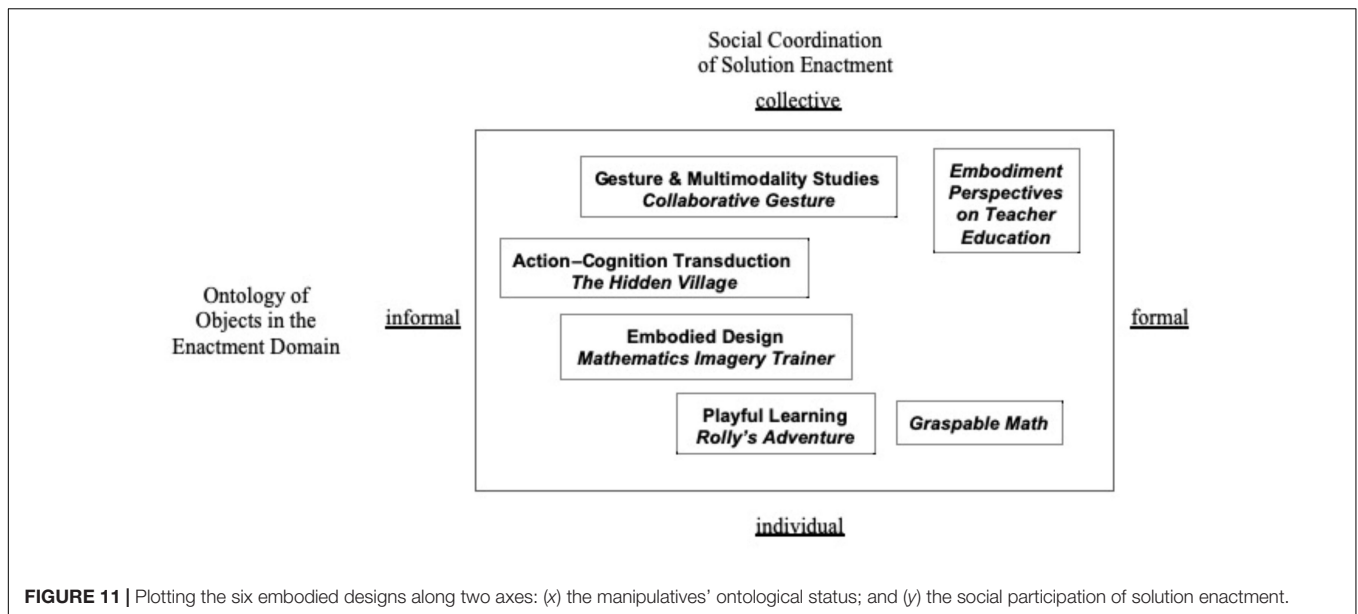 Social Coordination
of Solution Enactment
collective
Gesture & Multimodality Studies
Collaborative Gesture
Embodiment
Perspectives
on Teacher
Education
Action–Cognition Transduction
The Hidden Village
Ontology of
Objects in the
Enactment Domain
informal
formal
Embodied Design
Mathematics Imagery Trainer
Playful Learning
Rolly's Adventure
Graspable Math
individual
FIGURE 11 | Plotting the six embodied designs along two axes: (x) the manipulatives' ontological status; and (y) the social participation of solution enactment.